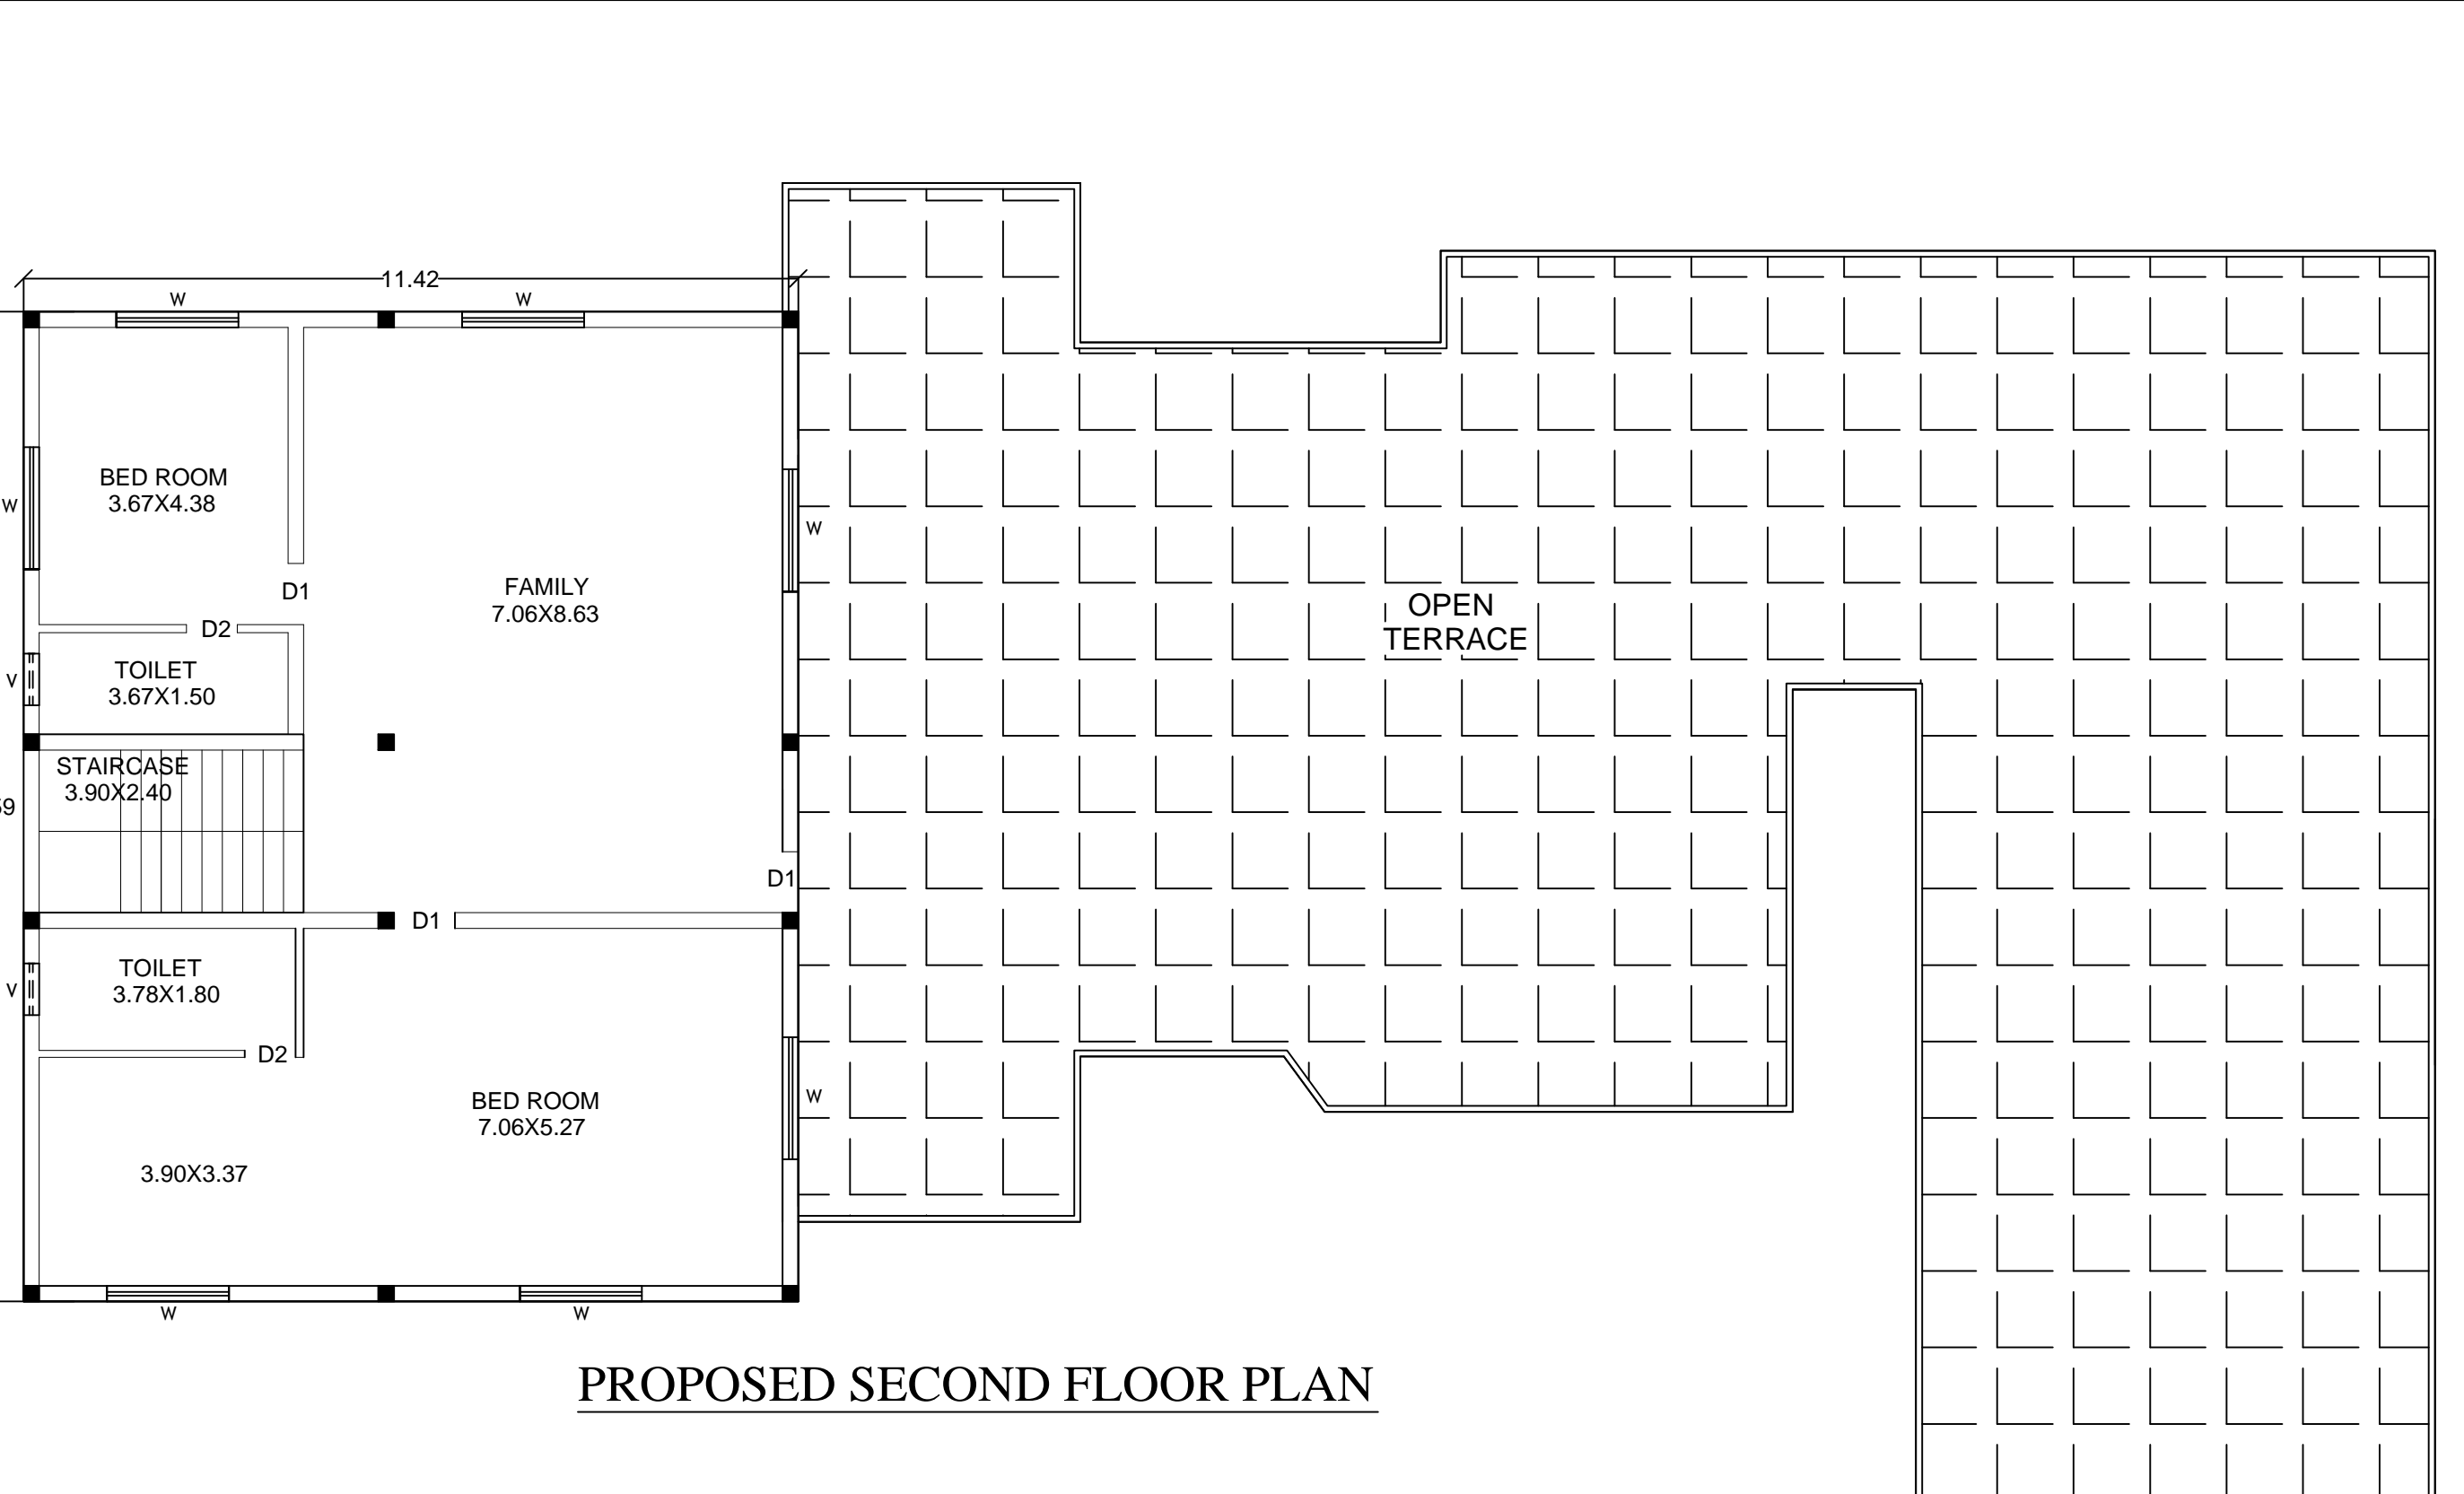 11.42
W
W
BED ROOM
3.67X4.38
W
W
FAMILY
7.06X8.63
D1
OPEN
TERRACE
D2
TOILET
3.67X1.50
V
STAIRCASE
3.90X2.40
D1
D1
TOILET
3.78X1.80
V
D2
BED ROOM
7.06X5.27
W
3.90X3.37
W
W
PROPOSED SECOND FLOOR PLAN